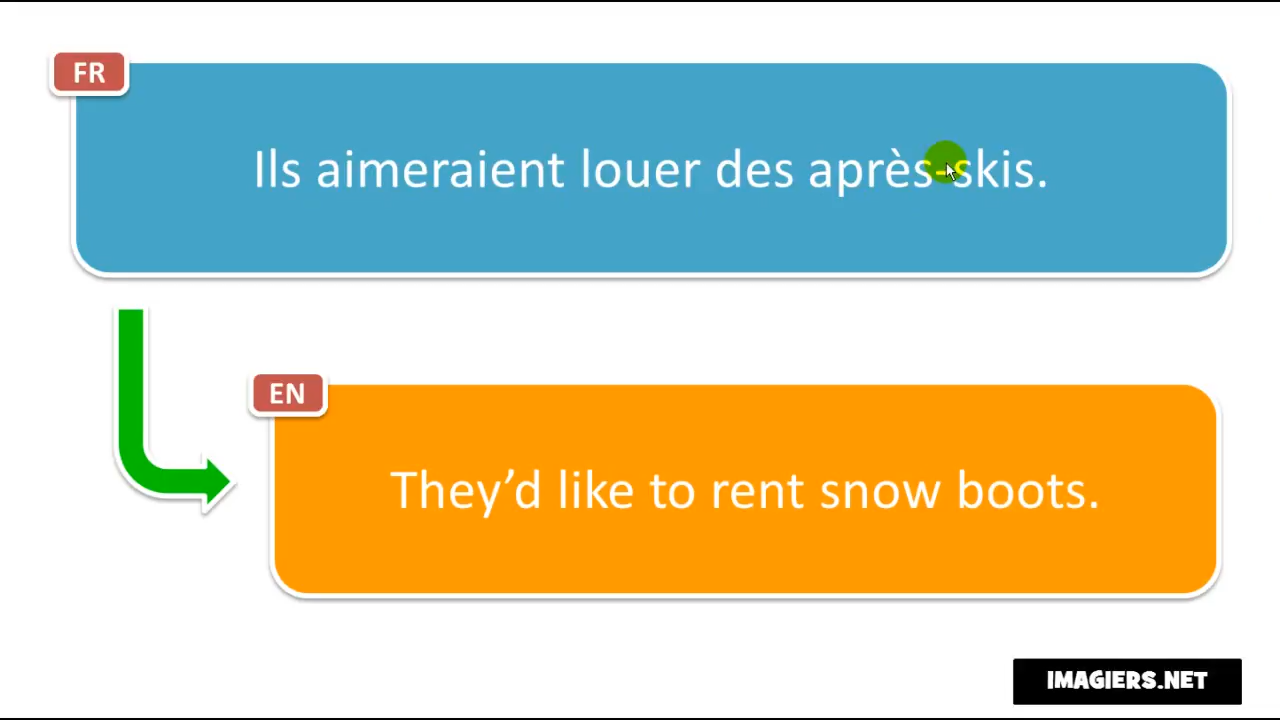 FR
Ils aimeraient louer des après-skis.
EN
They’d like to rent snow boots.
IMAGIERS.NET